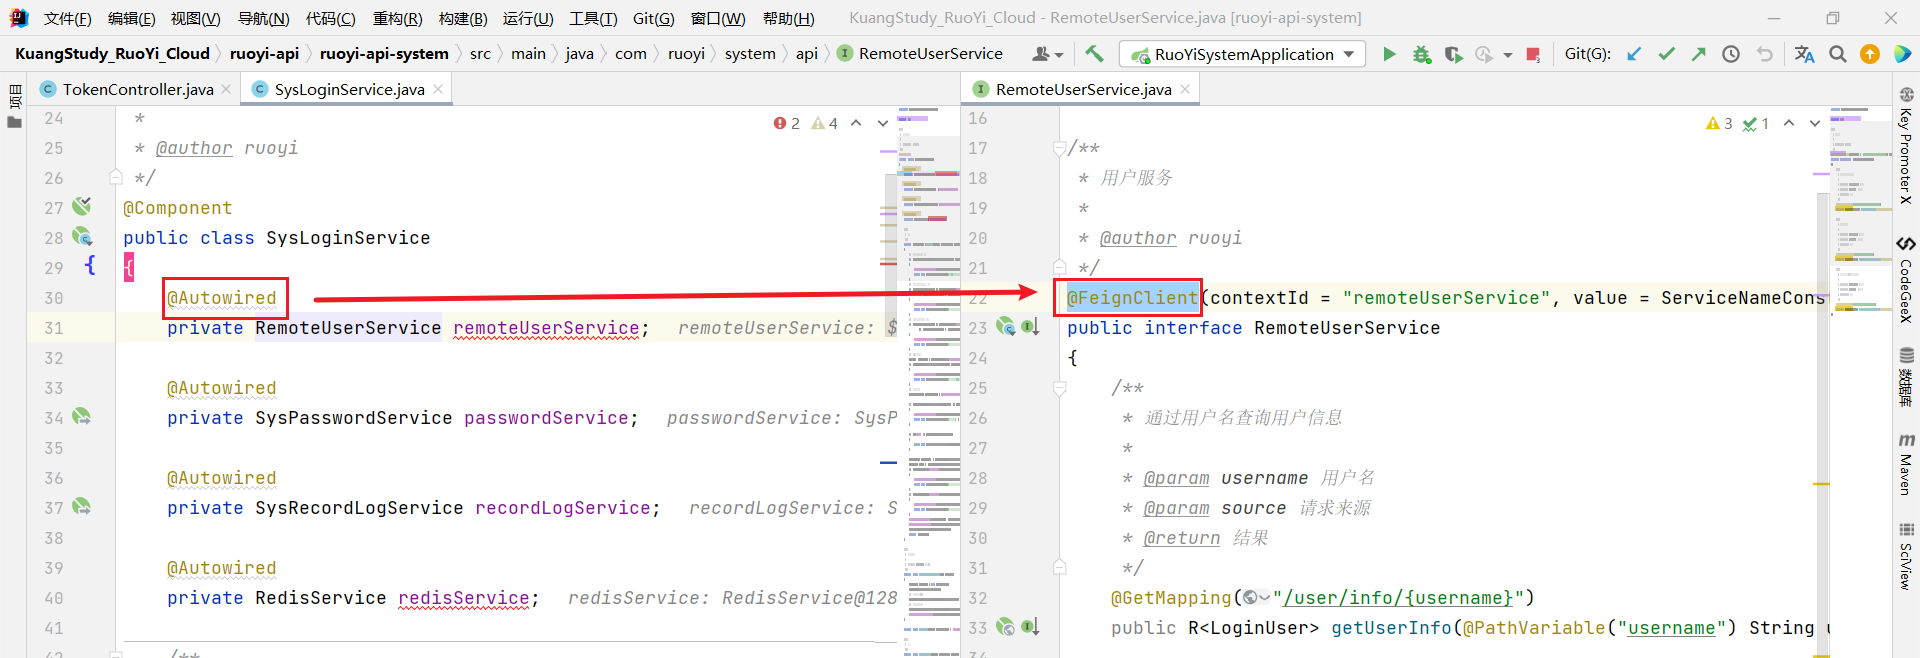 文件(F) 编辑(E) 视图(V) 导航(N) 代码(C) 重构(R) 构建(B) 运行(U) 工具(T) Git(G) 窗口(W) 帮助(H) KuangStudy_RuoYi_Cloud - RemoteUserService.java [ruoyi-api-system]
KuangStudy_RuoYi_Cloud ruoyi-api ruoyi-api-system src main java com ruoyi system api RemoteUserService RuoYiSystemApplication Git(G):
项目
TokenController.java SysLoginService.java
2 4
24 *
25 * @author ruoyi
26 */
27 @Component
28 public class SysLoginService
29 {
30 @Autowired
31 private RemoteUserService remoteUserService; remoteUserService: $
32
33 @Autowired
34 private SysPasswordService passwordService; passwordService: SysP
35
36 @Autowired
37 private SysRecordLogService recordLogService; recordLogService: S
38
39 @Autowired
40 private RedisService redisService; redisService: RedisService@128
41
42 /**
RemoteUserService.java
3 1
16
17 /**
18 * 用户服务
19 *
20 * @author ruoyi
21 */
22 @FeignClient(contextId = "remoteUserService", value = ServiceNameCons
23 public interface RemoteUserService
24 {
25 /**
26 * 通过用户名查询用户信息
27 *
28 * @param username 用户名
29 * @param source 请求来源
30 * @return 结果
31 */
32 @GetMapping("/user/info/{username}")
33 public R<LoginUser> getUserInfo(@PathVariable("username") String u
34
Key Promoter X
CodeGeeX
数据库
Maven
SciView